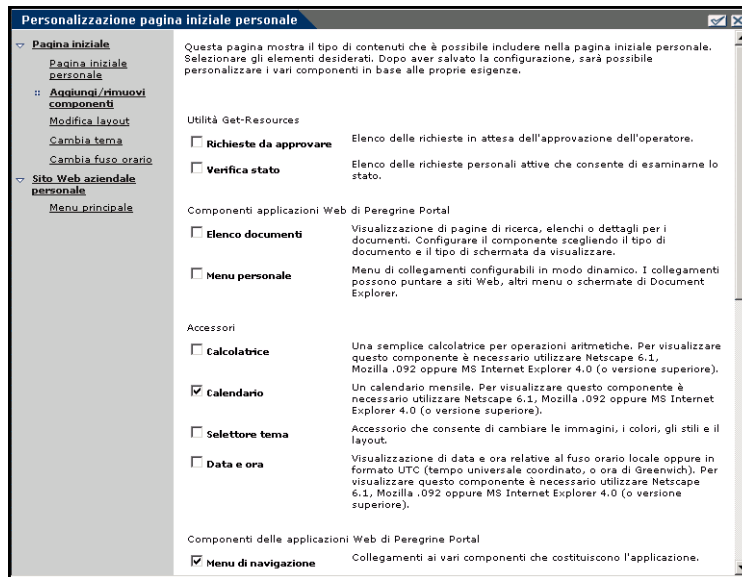 Personalizzazione pagina iniziale personale
Pagina iniziale
Pagina iniziale
personale
Aggiungi/rimuovi
componenti
Modifica layout
Cambia tema
Cambia fuso orario
Sito Web aziendale
personale
Menu principale
Questa pagina mostra il tipo di contenuti che è possibile includere nella pagina iniziale personale.
Selezionare gli elementi desiderati. Dopo aver salvato la configurazione, sarà possibile
personalizzare i vari componenti in base alle proprie esigenze.
Utilità Get-Resources
Richieste da approvare
Elenco delle richieste in attesa dell'approvazione dell'operatore.
Verifica stato
Elenco delle richieste personali attive che consente di esaminarne lo
stato.
Componenti applicazioni Web di Peregrine Portal
Elenco documenti
Visualizzazione di pagine di ricerca, elenchi o dettagli per i
documenti. Configurare il componente scegliendo il tipo di
documento e il tipo di schermata da visualizzare.
Menu personale
Menu di collegamenti configurabili in modo dinamico. I collegamenti
possono puntare a siti Web, altri menu o schermate di Document
Explorer.
Accessori
Calcolatrice
Una semplice calcolatrice per operazioni aritmetiche. Per visualizzare
questo componente è necessario utilizzare Netscape 6.1,
Mozilla .092 oppure MS Internet Explorer 4.0 (o versione superiore).
Calendario
Un calendario mensile. Per visualizzare questo componente è
necessario utilizzare Netscape 6.1, Mozilla .092 oppure MS Internet
Explorer 4.0 (o versione superiore).
Selettore tema
Accessorio che consente di cambiare le immagini, i colori, gli stili e il
layout.
Data e ora
Visualizzazione di data e ora relative al fuso orario locale oppure in
formato UTC (tempo universale coordinato, o ora di Greenwich). Per
visualizzare questo componente è necessario utilizzare Netscape
6.1, Mozilla .092 oppure MS Internet Explorer 4.0 (o versione
superiore).
Componenti delle applicazioni Web di Peregrine Portal
Menu di navigazione
Collegamenti ai vari componenti che costituiscono l'applicazione.